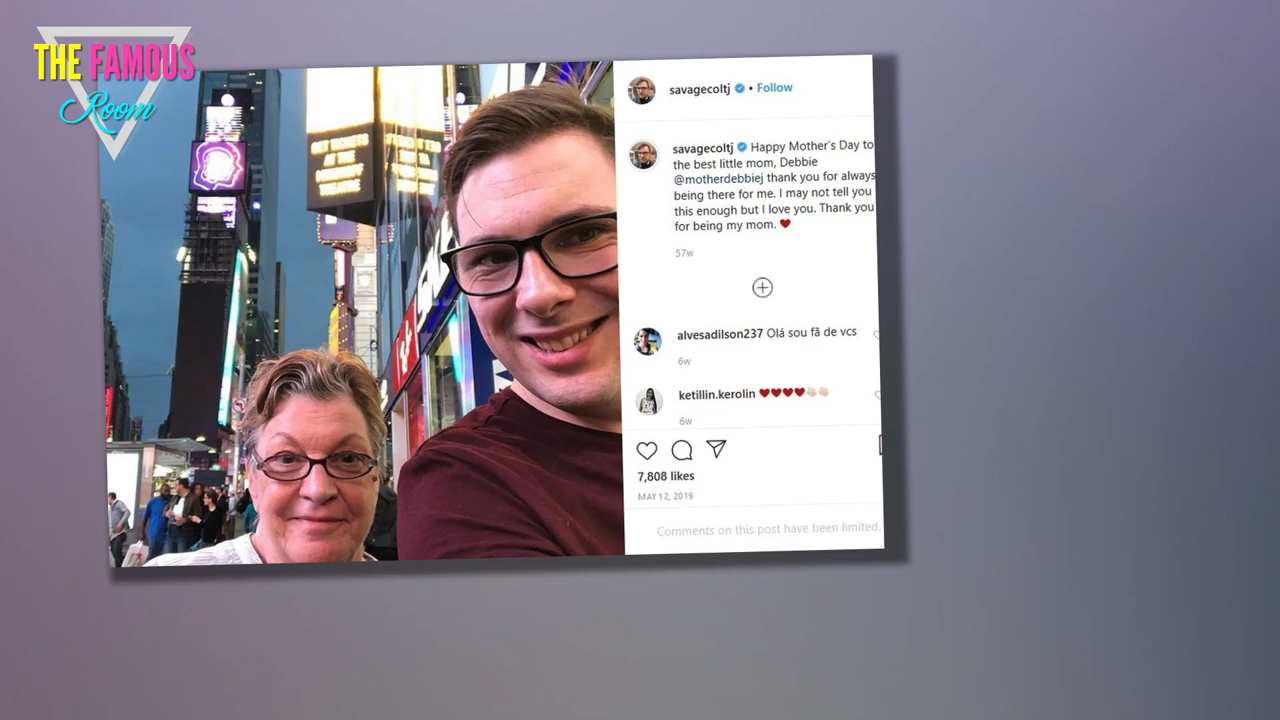 THE FAMOUS
Room
GET TICKETS
AT THE
THEATRE
savagecoltj • Follow
savagecoltj Happy Mother's Day to
the best little mom, Debbie
@motherdebbiej thank you for always
being there for me. I may not tell you
this enough but I love you. Thank you
for being my mom. ❤️
57w
alvesadilson237 Olá sou fã de vcs
6w
ketillin.kerolin ❤️❤️❤️❤️👏🏻👏🏻
6w
7,808 likes
MAY 12, 2019
Comments on this post have been limited.